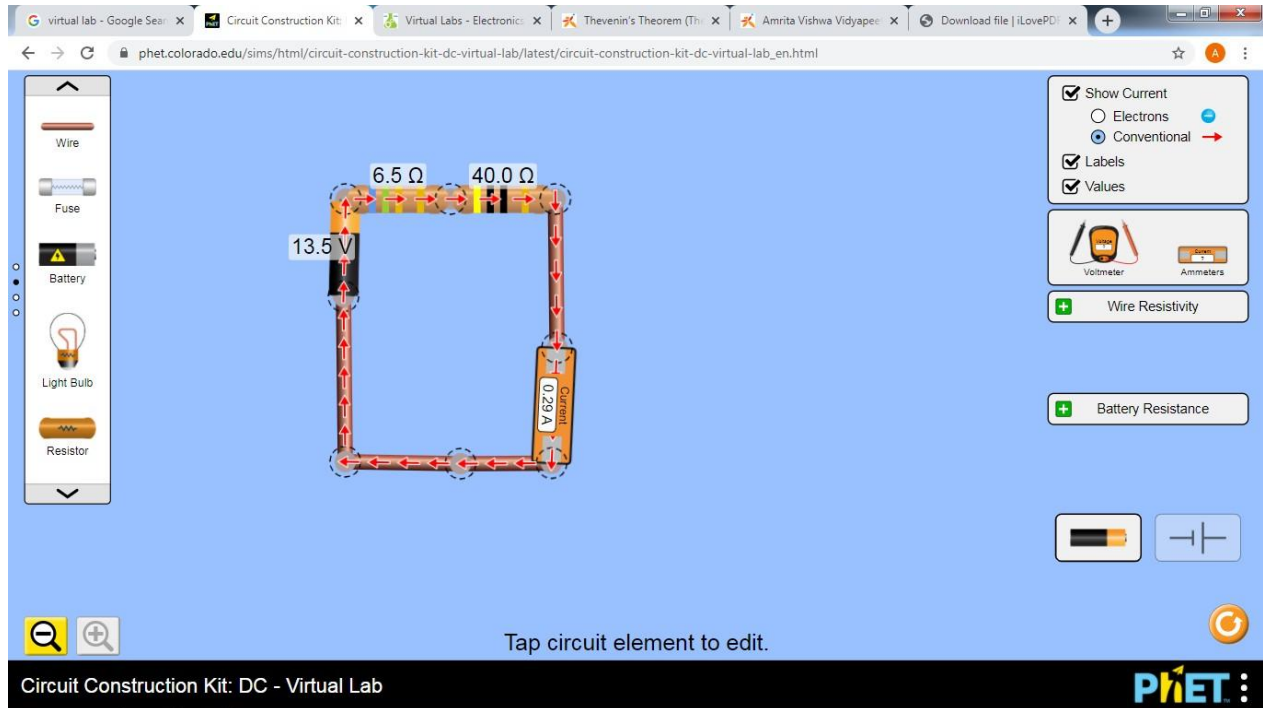 virtual lab - Google Sear
Circuit Construction Kit:
Virtual Labs - Electronics
Thevenin's Theorem (The
Amrita Vishwa Vidyapee
Download file | iLovePDF
phet.colorado.edu/sims/html/circuit-construction-kit-dc-virtual-lab/latest/circuit-construction-kit-dc-virtual-lab_en.html
A
Wire
Fuse
Battery
Light Bulb
Resistor
6.5 Ω
40.0 Ω
13.5 V
Current
0.29 A
Show Current
Electrons
Conventional
Labels
Values
Voltage
?
Voltmeter
Current
?
Ammeters
Wire Resistivity
Battery Resistance
Tap circuit element to edit.
Circuit Construction Kit: DC - Virtual Lab
PhET